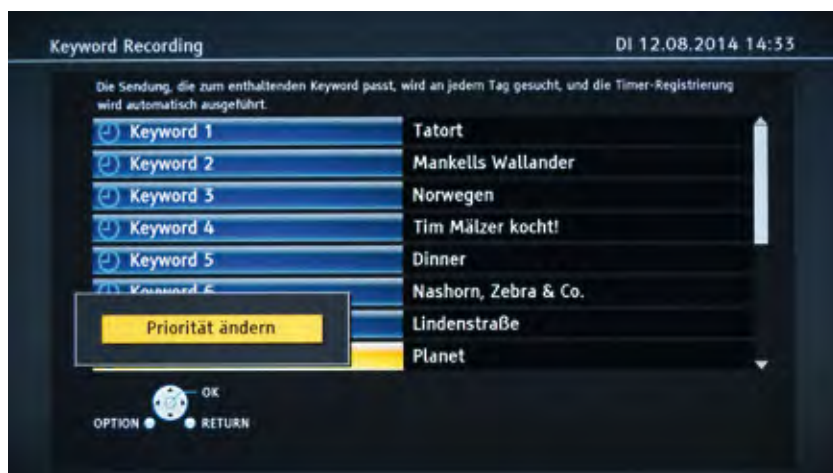 Keyword Recording
DI 12.08.2014 14:33
Die Sendung, die zum enthaltenden Keyword passt, wird an jedem Tag gesucht, und die Timer-Registrierung
wird automatisch ausgeführt.
Keyword 1 Tatort
Keyword 2 Mankells Wallander
Keyword 3 Norwegen
Keyword 4 Tim Mälzer kocht!
Keyword 5 Dinner
Keyword 6 Nashorn, Zebra & Co.
Priorität ändern
Lindenstraße
Planet
OK
OPTION RETURN